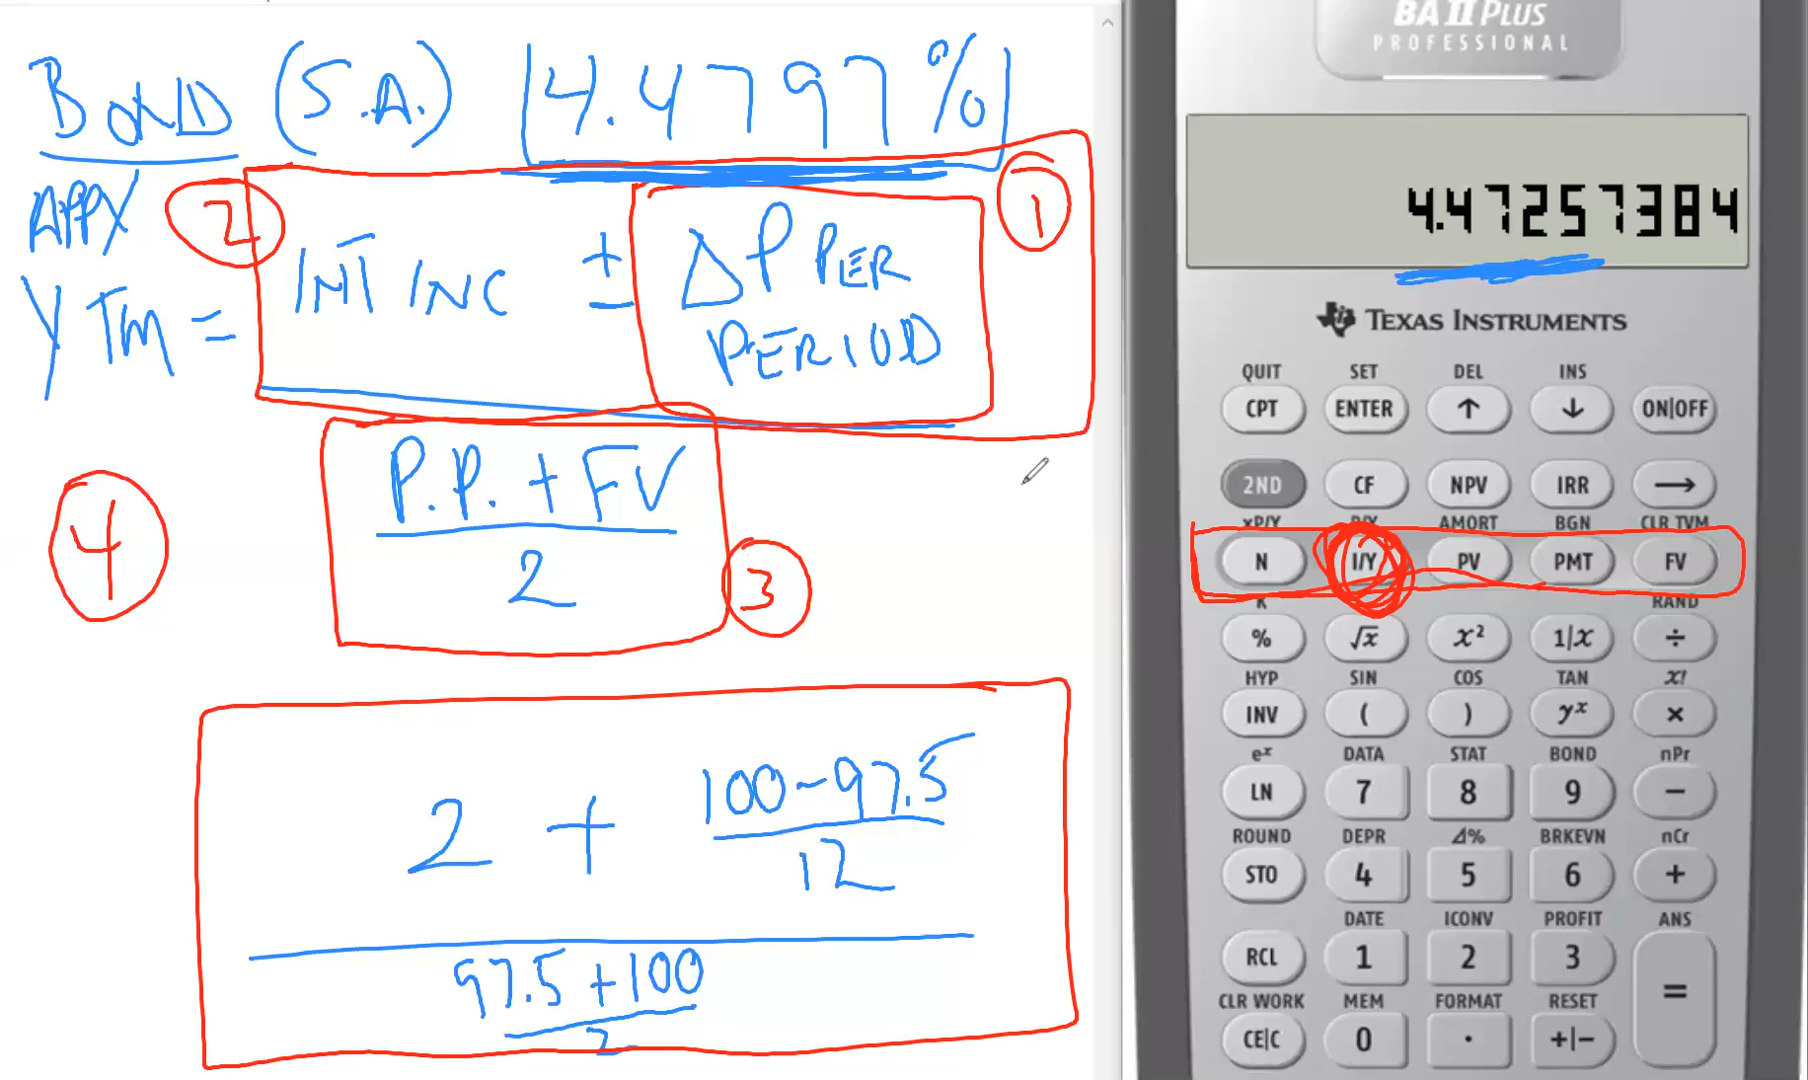 BOND (S.A.) 4.4797%
APPX
YTM =
2
INT INC ± ΔP PER
PERIOD
1
P.P. + FV
2
3
4
2 + 100-97.5
12
97.5+100
2
BA II PLUS
PROFESSIONAL
4.47257384
TEXAS INSTRUMENTS
QUIT SET DEL INS
CPT ENTER ↑ ↓ ON|OFF
2ND CF NPV IRR →
xP/Y P/Y AMORT BGN CLR TVM
N I/Y PV PMT FV
K RAND
% √x x² 1/x ÷
HYP SIN COS TAN x!
INV ( ) yˣ ×
eˣ DATA STAT BOND nPr
LN 7 8 9 −
ROUND DEPR Δ% BRKEVN nCr
STO 4 5 6 +
DATE ICONV PROFIT ANS
RCL 1 2 3 =
CLR WORK MEM FORMAT RESET
CE|C 0 . +|−